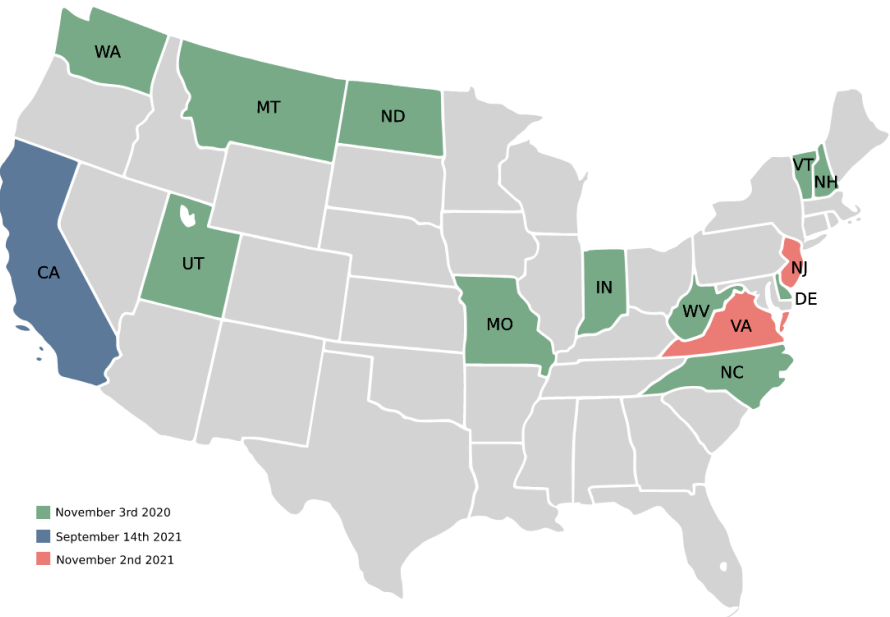 WA
MT
ND
VT
NH
CA
UT
NJ
IN
DE
WV
MO
VA
NC
November 3rd 2020
September 14th 2021
November 2nd 2021